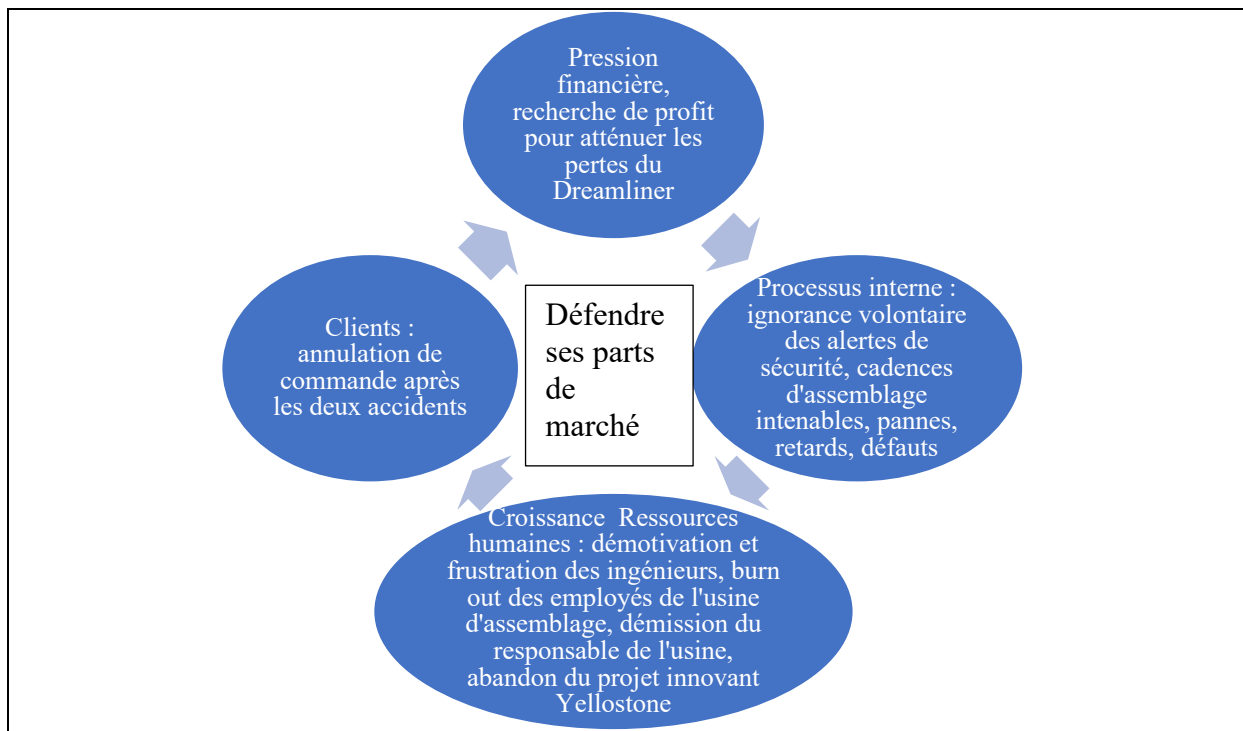 Pression
financière,
recherche de profit
pour atténuer les
pertes du
Dreamliner
Processus interne :
ignorance volontaire
des alertes de
sécurité, cadences
d'assemblage
intenables, pannes,
retards, défauts
Croissance Ressources
humaines : démotivation et
frustration des ingénieurs, burn
out des employés de l'usine
d'assemblage, démission du
responsable de l'usine,
abandon du projet innovant
Yellostone
Clients :
annulation de
commande après
les deux accidents
Défendre
ses parts
de
marché